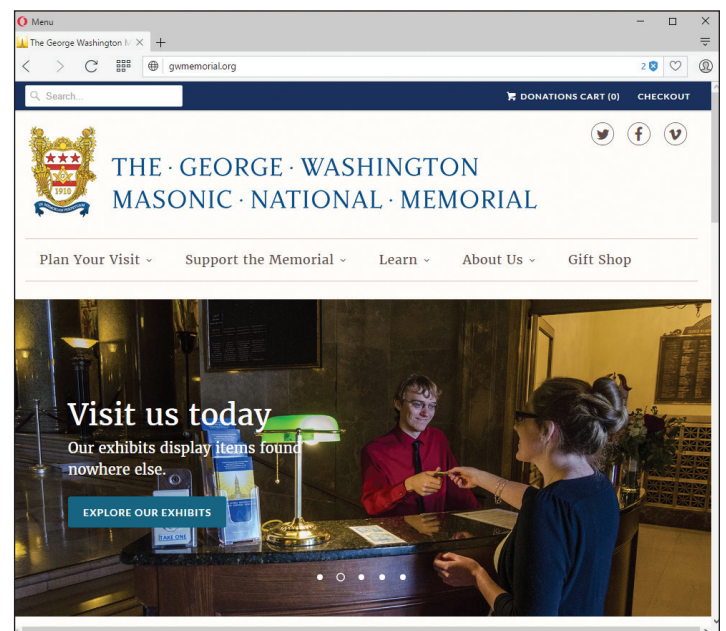 Menu
The George Washington M
gwmemorial.org
2
Search...
DONATIONS CART (0) CHECKOUT
1910
THE · GEORGE · WASHINGTON
MASONIC · NATIONAL · MEMORIAL
Plan Your Visit Support the Memorial Learn About Us Gift Shop
Visit us today
Our exhibits display items found
nowhere else.
EXPLORE OUR EXHIBITS
TAKE ONE